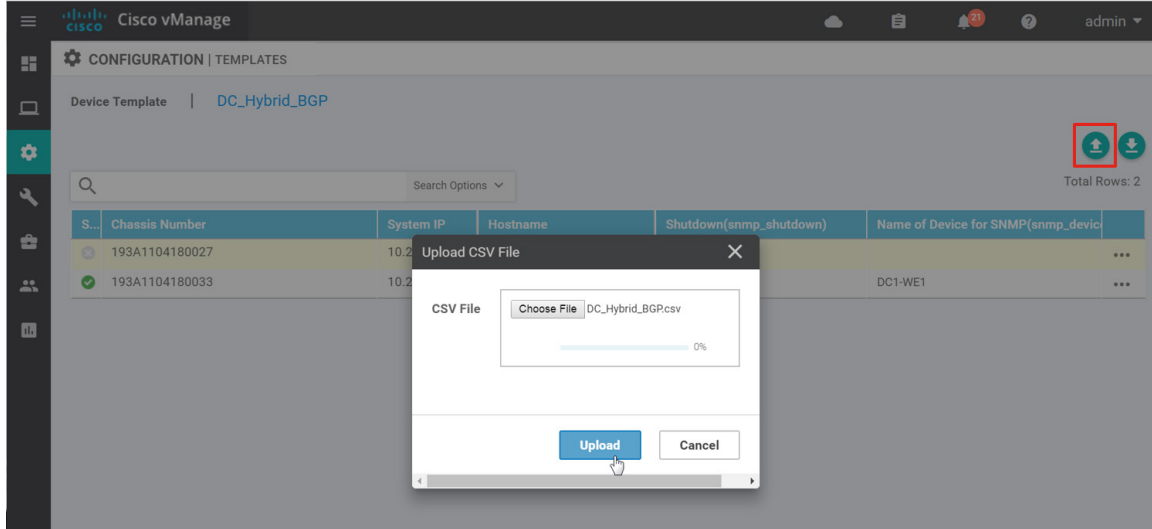 CISCO
Cisco vManage
21
admin
CONFIGURATION | TEMPLATES
Device Template | DC_Hybrid_BGP
Total Rows: 2
Search Options
S... Chassis Number System IP Hostname Shutdown(snmp_shutdown) Name of Device for SNMP(snmp_devic
193A1104180027 10.2 •••
193A1104180033 10.2 DC1-WE1 •••
Upload CSV File
CSV File Choose File DC_Hybrid_BGP.csv
0%
Upload Cancel